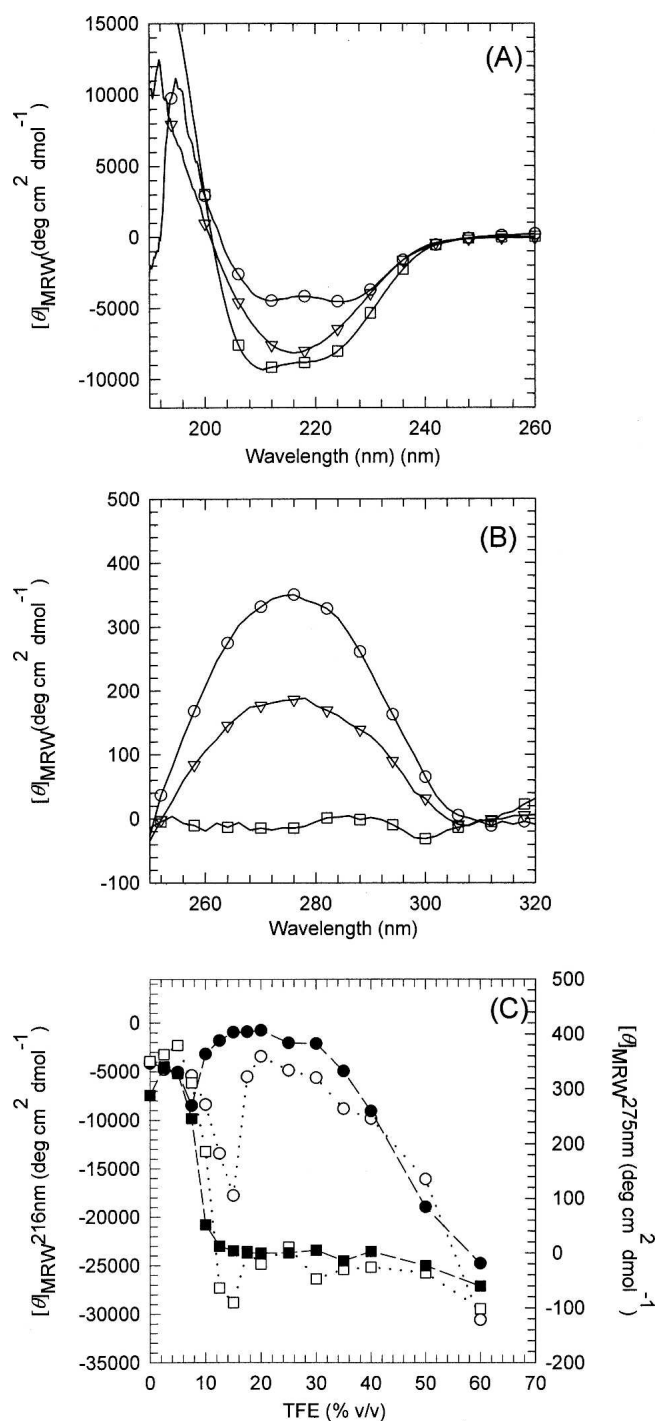 (A)
15000
10000
5000
0
-5000
-10000
[θ]MRW(deg cm2 dmol-1)
200 220 240 260
Wavelength (nm) (nm)
(B)
500
400
300
200
100
0
-100
[θ]MRW(deg cm2 dmol-1)
260 280 300 320
Wavelength (nm)
(C)
0
-5000
-10000
-15000
-20000
-25000
-30000
-35000
[θ]MRW216nm (deg cm2 dmol-1)
500
400
300
200
100
0
-100
-200
[θ]MRW275nm (deg cm2 dmol-1)
0 10 20 30 40 50 60 70
TFE (% v/v)